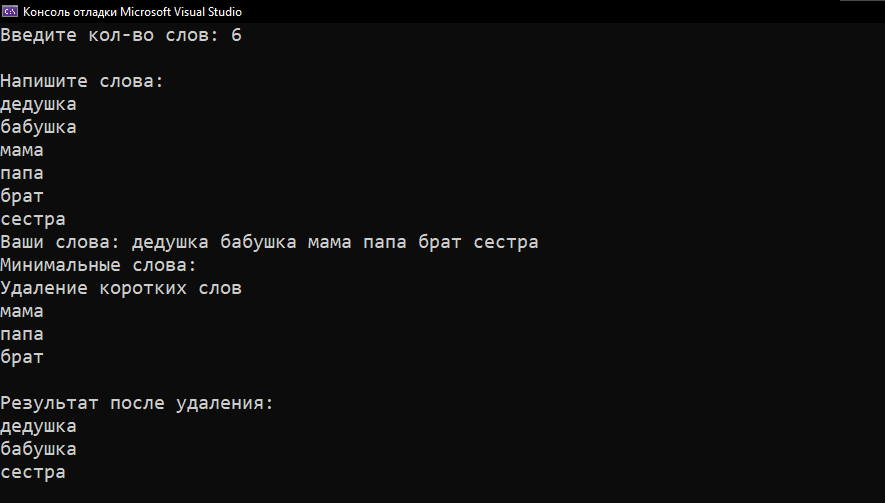 Консоль отладки Microsoft Visual Studio
Введите кол-во слов: 6
Напишите слова:
дедушка
бабушка
мама
папа
брат
сестра
Ваши слова: дедушка бабушка мама папа брат сестра
Минимальные слова:
Удаление коротких слов
мама
папа
брат
Результат после удаления:
дедушка
бабушка
сестра